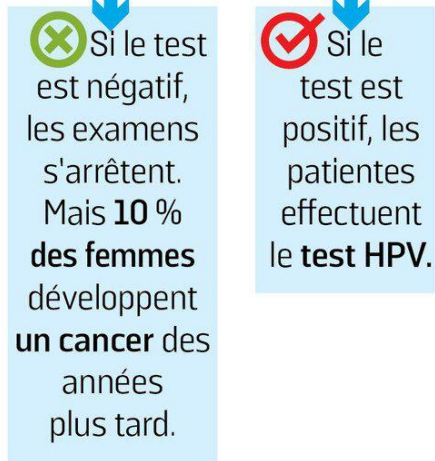 Si le test
est négatif,
les examens
s'arrêtent.
Mais 10 %
des femmes
développent
un cancer des
années
plus tard.
Si le
test est
positif, les
patientes
effectuent
le test HPV.